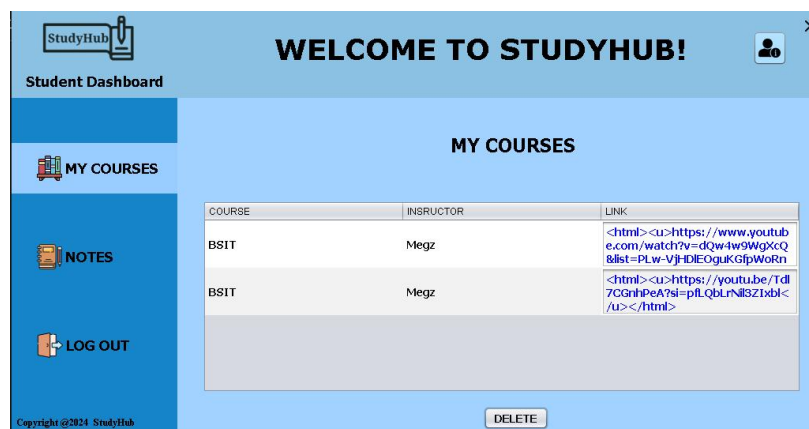 StudyHub
WELCOME TO STUDYHUB!
Student Dashboard
MY COURSES
MY COURSES
NOTES
LOG OUT
COURSE INSRUCTOR LINK
BSIT Megz <html><u>https://www.youtub
e.com/watch?v=dQw4w9WgXcQ
&list=PLw-VjHDlEOguKGfpWoRn
BSIT Megz <html><u>https://youtu.be/Tdl
7CGnhPeA?si=pfLQbLrNil3ZIxbl<
/u></html>
DELETE
Copyright @2024 StudyHub